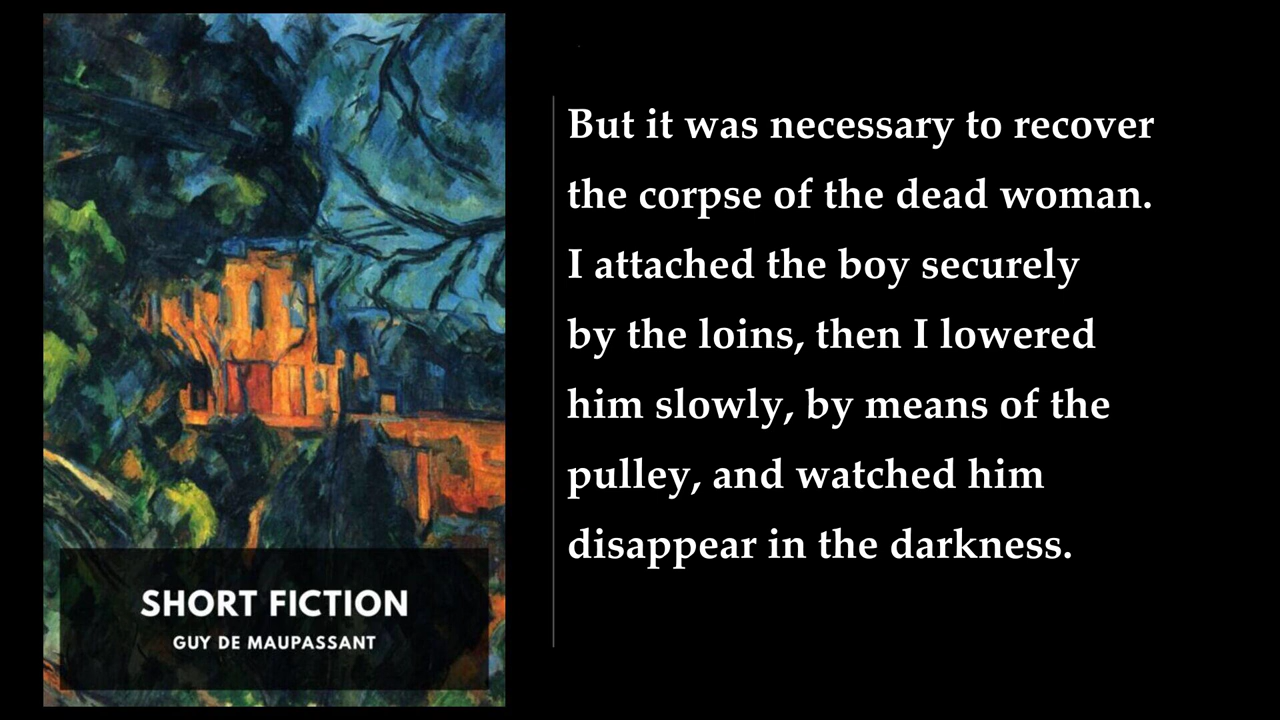 But it was necessary to recover
the corpse of the dead woman.
I attached the boy securely
by the loins, then I lowered
him slowly, by means of the
pulley, and watched him
disappear in the darkness.
SHORT FICTION
GUY DE MAUPASSANT